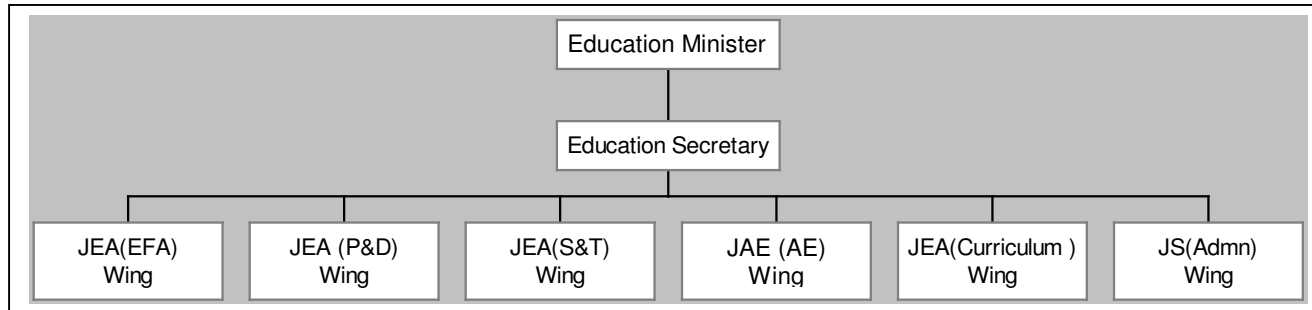 Education Minister
Education Secretary
JEA(EFA)
Wing
JEA (P&D)
Wing
JEA(S&T)
Wing
JAE (AE)
Wing
JEA(Curriculum )
Wing
JS(Admn)
Wing